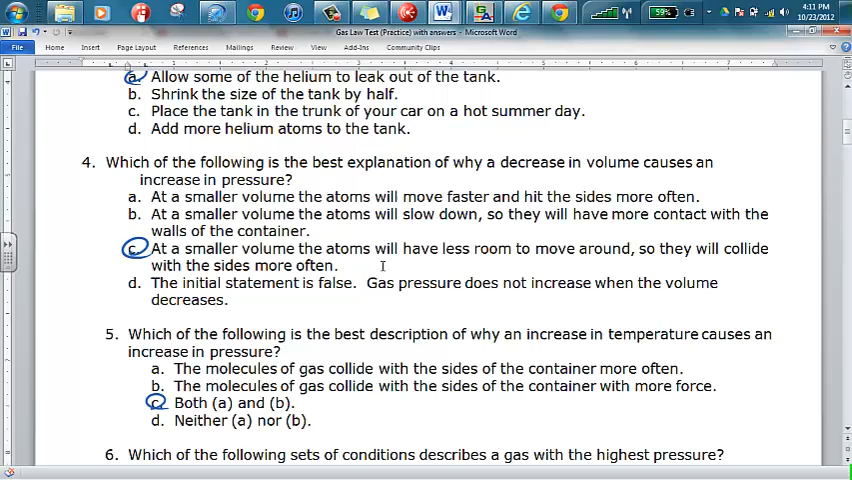 4:11 PM
59%
10/23/2012
Gas Law Test (Practice) with answers - Microsoft Word
File Home Insert Page Layout References Mailings Review View Add-Ins Community Clips
a. Allow some of the helium to leak out of the tank.
b. Shrink the size of the tank by half.
c. Place the tank in the trunk of your car on a hot summer day.
d. Add more helium atoms to the tank.
4. Which of the following is the best explanation of why a decrease in volume causes an
increase in pressure?
a. At a smaller volume the atoms will move faster and hit the sides more often.
b. At a smaller volume the atoms will slow down, so they will have more contact with the
walls of the container.
c. At a smaller volume the atoms will have less room to move around, so they will collide
with the sides more often.
d. The initial statement is false. Gas pressure does not increase when the volume
decreases.
5. Which of the following is the best description of why an increase in temperature causes an
increase in pressure?
a. The molecules of gas collide with the sides of the container more often.
b. The molecules of gas collide with the sides of the container with more force.
c. Both (a) and (b).
d. Neither (a) nor (b).
6. Which of the following sets of conditions describes a gas with the highest pressure?